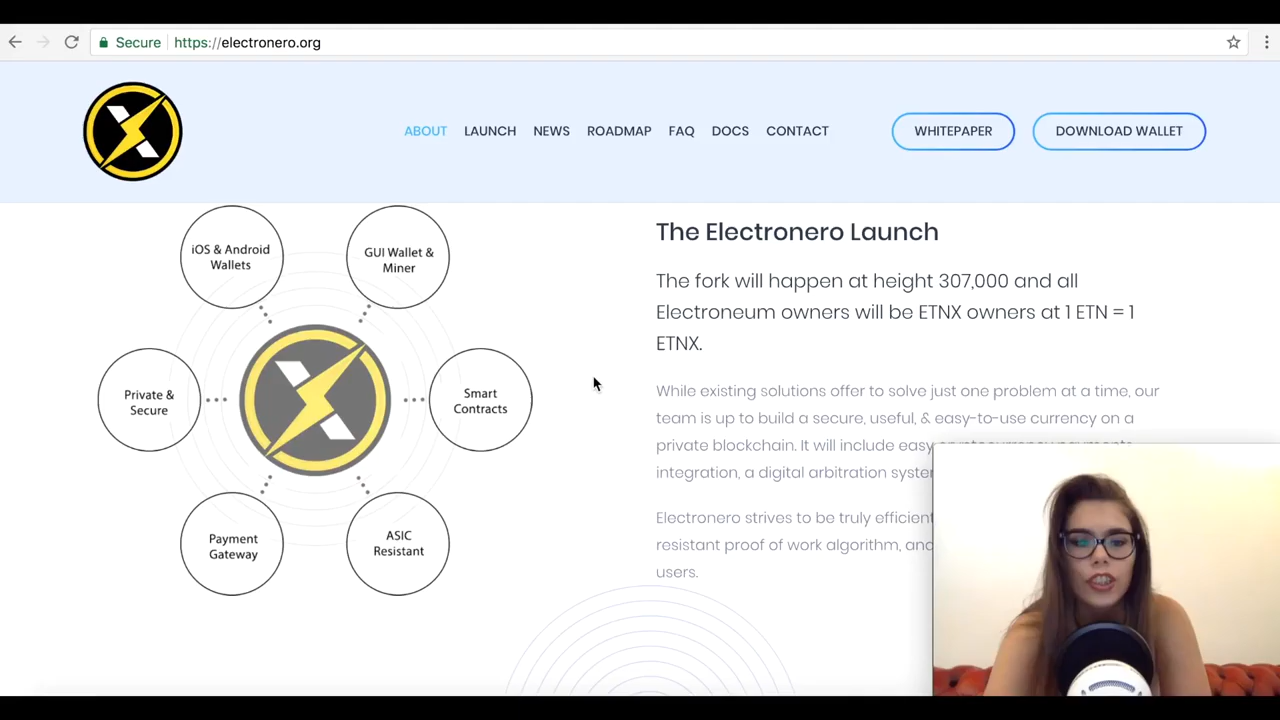 Secure https://electronero.org
ABOUT LAUNCH NEWS ROADMAP FAQ DOCS CONTACT WHITEPAPER DOWNLOAD WALLET
iOS & Android
Wallets
GUI Wallet &
Miner
Private &
Secure
Smart
Contracts
Payment
Gateway
ASIC
Resistant
The Electronero Launch
The fork will happen at height 307,000 and all
Electroneum owners will be ETNX owners at 1 ETN = 1
ETNX.
While existing solutions offer to solve just one problem at a time, our
team is up to build a secure, useful, & easy-to-use currency on a
private blockchain. It will include easy cryptocurrency payments
integration, a digital arbitration system
Electronero strives to be truly efficient
resistant proof of work algorithm, and
users.